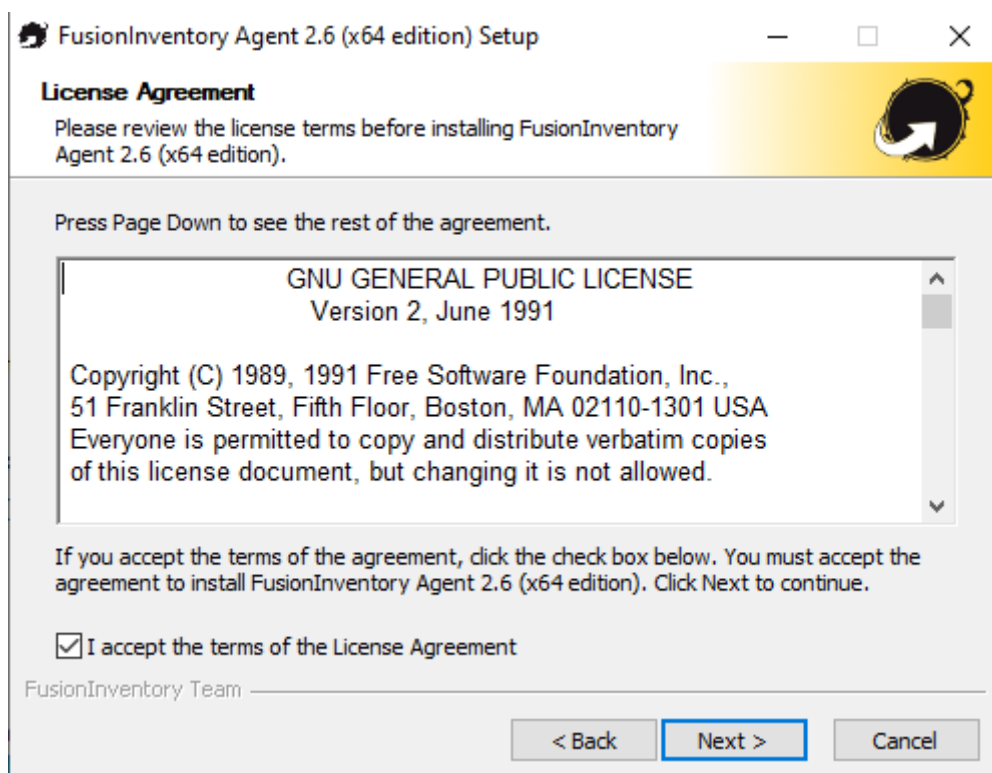 FusionInventory Agent 2.6 (x64 edition) Setup
License Agreement
Please review the license terms before installing FusionInventory
Agent 2.6 (x64 edition).
Press Page Down to see the rest of the agreement.
GNU GENERAL PUBLIC LICENSE
Version 2, June 1991
Copyright (C) 1989, 1991 Free Software Foundation, Inc.,
51 Franklin Street, Fifth Floor, Boston, MA 02110-1301 USA
Everyone is permitted to copy and distribute verbatim copies
of this license document, but changing it is not allowed.
If you accept the terms of the agreement, click the check box below. You must accept the
agreement to install FusionInventory Agent 2.6 (x64 edition). Click Next to continue.
I accept the terms of the License Agreement
FusionInventory Team
< Back Next > Cancel